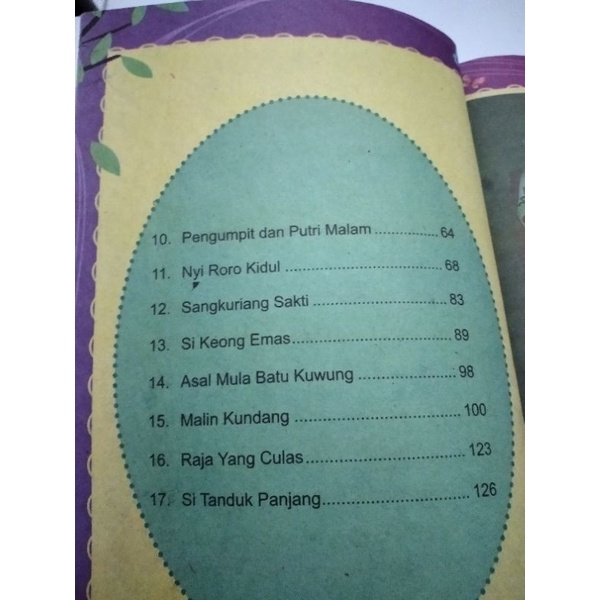 10. Pengumpit dan Putri Malam ................ 64
11. Nyi Roro Kidul ........................................ 68
12. Sangkuriang Sakti .................................. 83
13. Si Keong Emas........................................ 89
14. Asal Mula Batu Kuwung ......................... 98
15. Malin Kundang ......................................... 100
16. Raja Yang Culas....................................... 123
17. Si Tanduk Panjang................................... 126